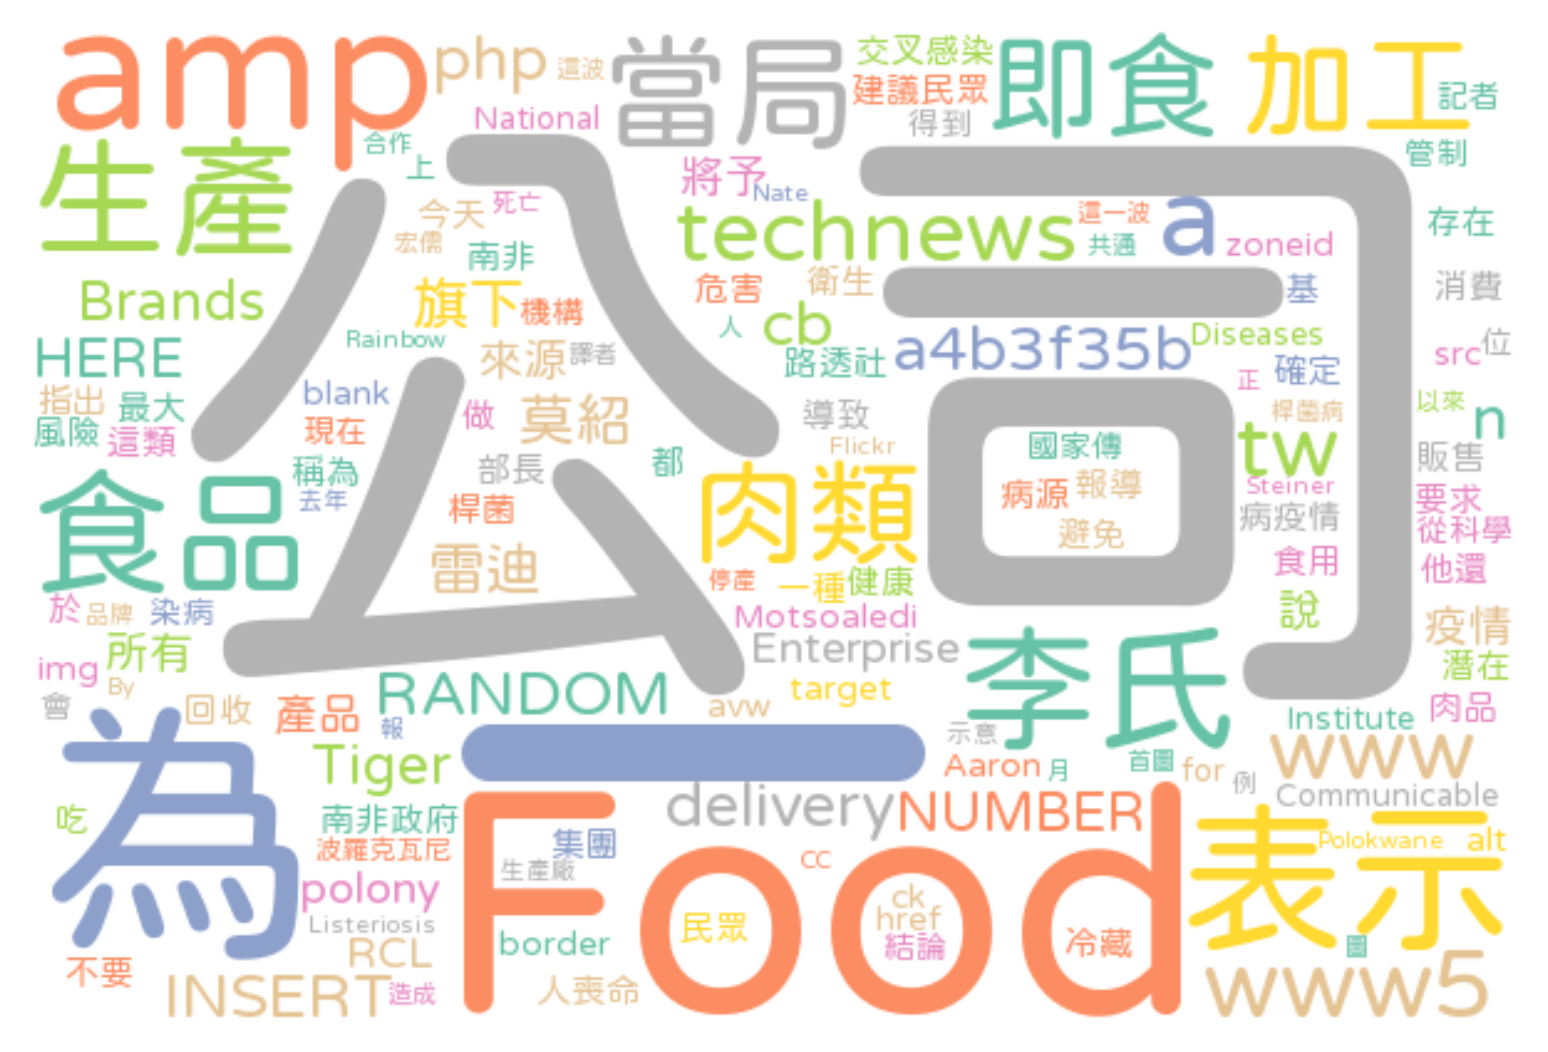 amp
php
這波
當局
交叉感染
建議民眾
得到
即食
加工
記者
管制
National
合作
上
生產
公司
將予
Nate
死亡
今天
宏儒
南非
technews
這一波
共通
a
zoneid
存在
Brands
旗下
機構
危害
衛生
基
消費
人
cb
Rainbow
HERE
來源
譯者
路透社
a4b3f35b
Diseases
位
src
確定
正
blank
指出
最大
風險
這類
現在
做
莫紹
導致
Flickr
桿菌病
以來
n
國家傳
tw
稱為
部長
都
肉類
病源
報導
避免
Steiner
病疫情
販售
要求
從科學
去年
食品
桿菌
雷迪
停產
一種
健康
食用
他還
於
品牌
染病
Motsoaledi
說
疫情
所有
Enterprise
李氏
潛在
img
By
RANDOM
target
avw
會
回收
產品
報
Institute
肉品
示意
為
Tiger
一
Aaron
月
首圖
for
例
www
Communicable
吃
南非政府
波羅克瓦尼
集團
生產廠
delivery
NUMBER
表示
Polokwane
alt
Food
cc
polony
Listeriosis
RCL
border
民眾
ck
href
結論
冷藏
圖
不要
INSERT
造成
人喪命
www5